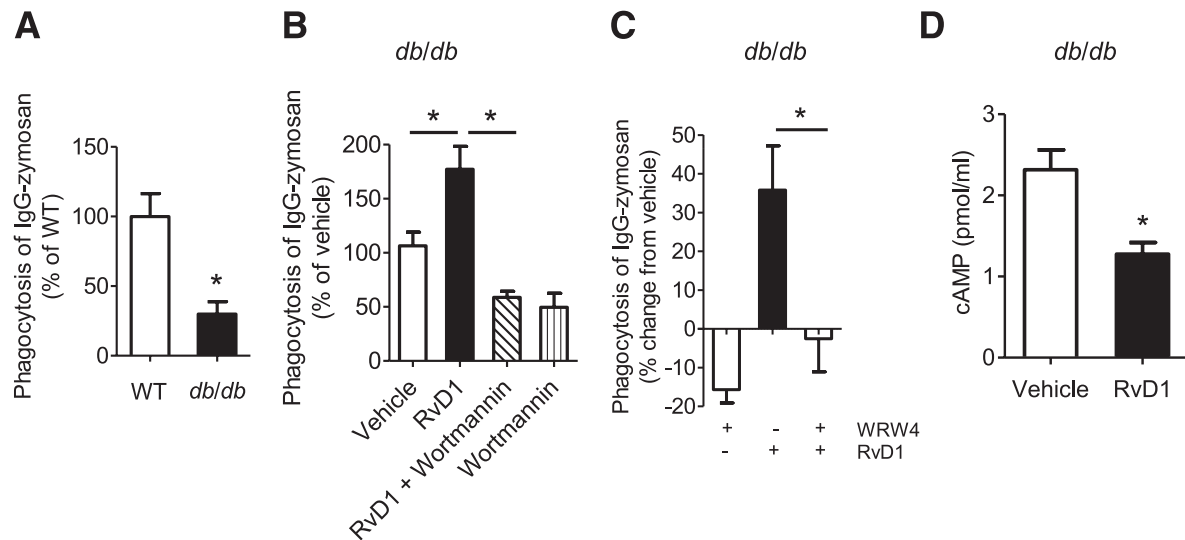 A
Phagocytosis of IgG-zymosan
(% of WT)
150
100
50
0
*
WT
db/db
B
db/db
Phagocytosis of IgG-zymosan
(% of vehicle)
200
150
100
50
0
*
*
Vehicle
RvD1
RvD1 + Wortmannin
Wortmannin
C
db/db
Phagocytosis of IgG-zymosan
(% change from vehicle)
50
40
30
20
10
0
-10
-20
*
+ - + WRW4
- + + RvD1
D
db/db
cAMP (pmol/ml)
3
2
1
0
*
Vehicle
RvD1